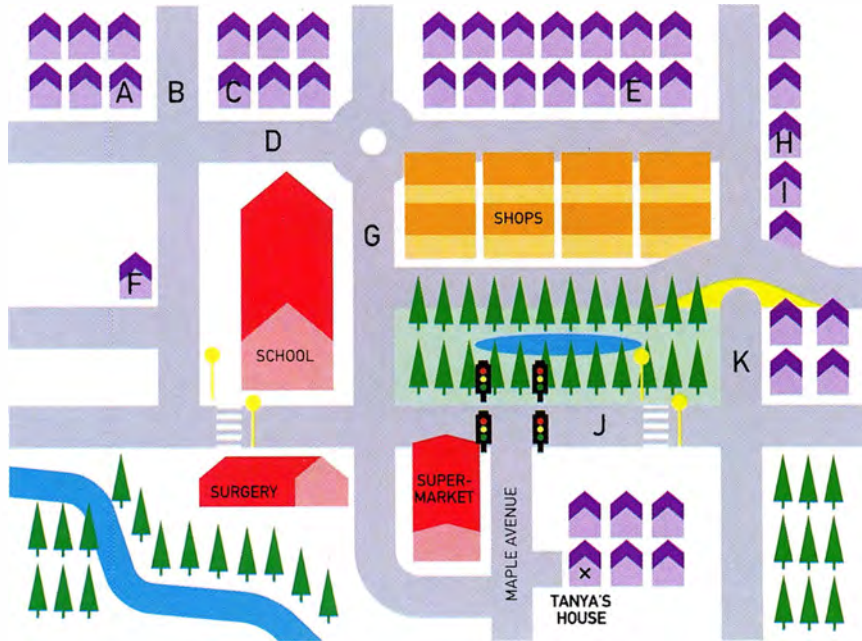 A
B
C
E
D
H
I
SHOPS
G
F
SCHOOL
K
J
SURGERY
SUPER-
MARKET
MAPLE AVENUE
×
TANYA'S
HOUSE